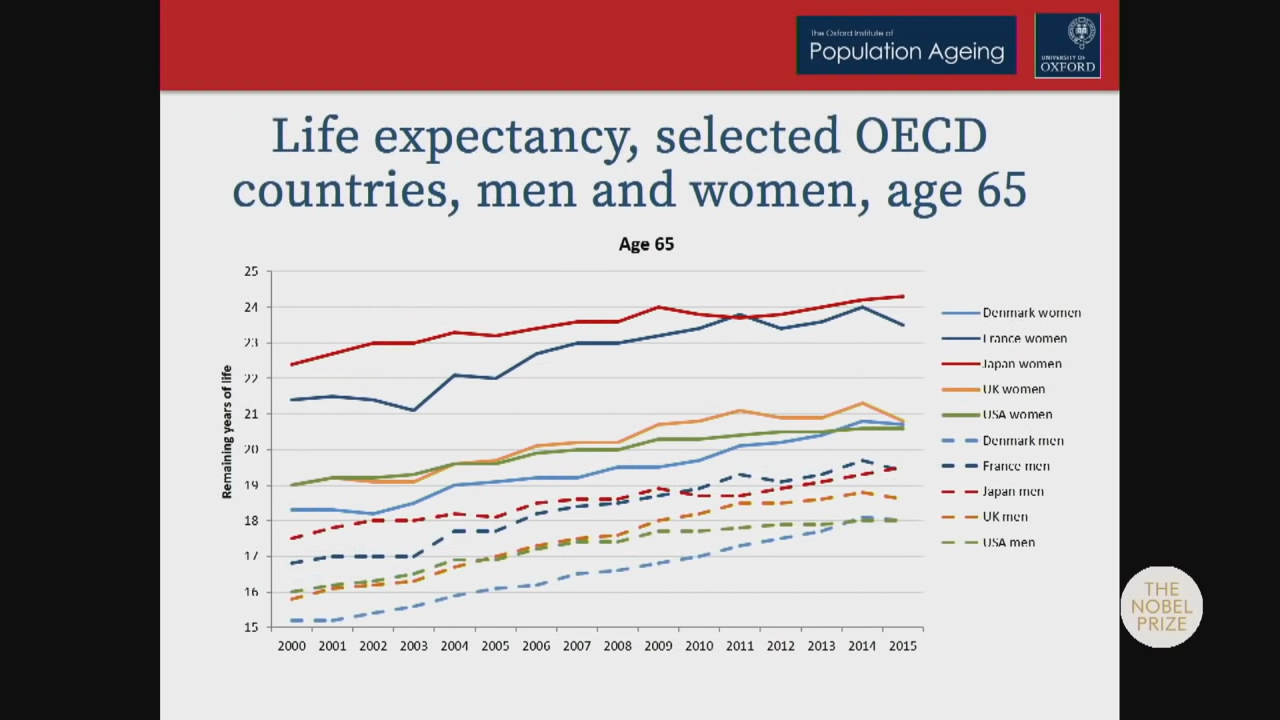 The Oxford Institute of
Population Ageing
UNIVERSITY OF
OXFORD
Life expectancy, selected OECD
countries, men and women, age 65
Age 65
Remaining years of life
25
24
23
22
21
20
19
18
17
16
15
2000 2001 2002 2003 2004 2005 2006 2007 2008 2009 2010 2011 2012 2013 2014 2015
Denmark women
France women
Japan women
UK women
USA women
Denmark men
France men
Japan men
UK men
USA men
THE
NOBEL
PRIZE